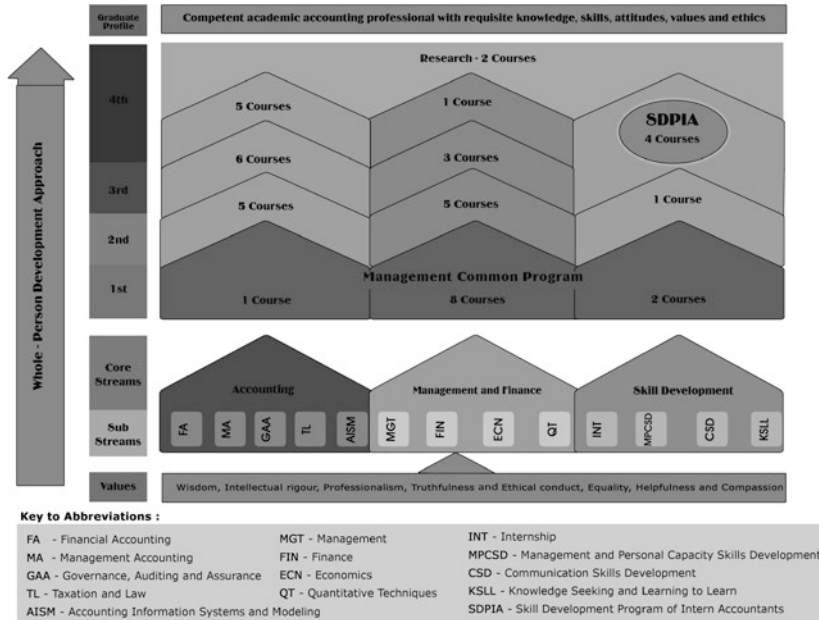 Graduate
Profile
Competent academic accounting professional with requisite knowledge, skills, attitudes, values and ethics
Whole - Person Development Approach
4th
3rd
2nd
1st
Research - 2 Courses
5 Courses
1 Course
SDPIA
4 Courses
6 Courses
3 Courses
5 Courses
5 Courses
1 Course
Management Common Program
1 Course
8 Courses
2 Courses
Core
Streams
Accounting
Management and Finance
Skill Development
Sub
Streams
FA
MA
GAA
TL
AISM
MGT
FIN
ECN
QT
INT
MPCSD
CSD
KSLL
Values
Wisdom, Intellectual rigour, Professionalism, Truthfulness and Ethical conduct, Equality, Helpfulness and Compassion
Key to Abbreviations :
FA - Financial Accounting
MA - Management Accounting
GAA - Governance, Auditing and Assurance
TL - Taxation and Law
AISM - Accounting Information Systems and Modeling
MGT - Management
FIN - Finance
ECN - Economics
QT - Quantitative Techniques
INT - Internship
MPCSD - Management and Personal Capacity Skills Development
CSD - Communication Skills Development
KSLL - Knowledge Seeking and Learning to Learn
SDPIA - Skill Development Program of Intern Accountants